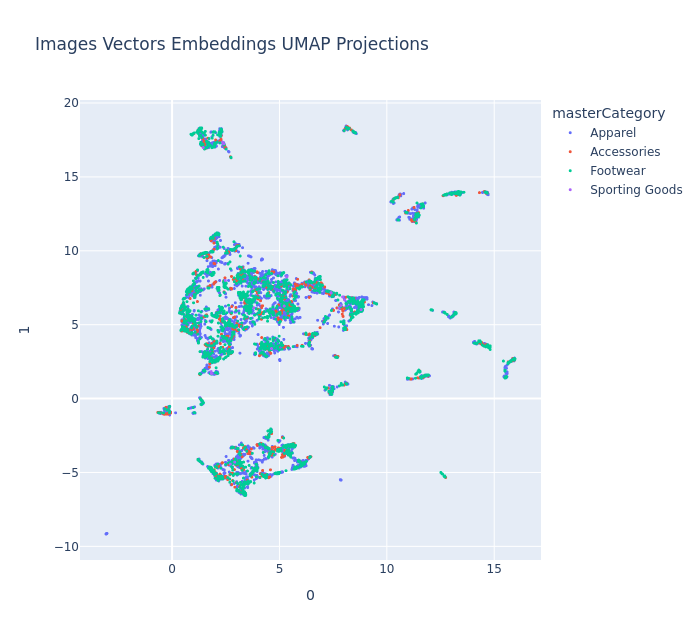 Images Vectors Embeddings UMAP Projections
masterCategory
Apparel
Accessories
Footwear
Sporting Goods
20
15
10
5
0
−5
−10
1
0
5
10
15
0